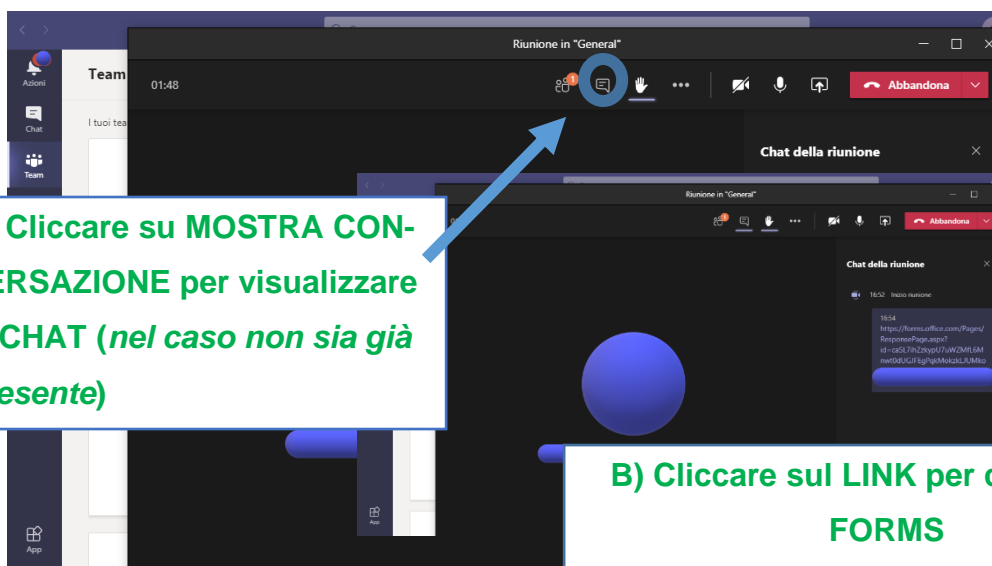 Riunione in "General"
Azioni
Team
01:48
1
Abbandona
Chat
I tuoi tea
Team
Chat della riunione
Riunione in "General"
Abbandona
Cliccare su MOSTRA CON-
ERSAZIONE per visualizzare
CHAT (nel caso non sia già
esente)
Chat della riunione
16:52 Inizio riunione
16:54
https://forms.office.com/Pages/
ResponsePage.aspx?
B) Cliccare sul LINK per
FORMS
App
App